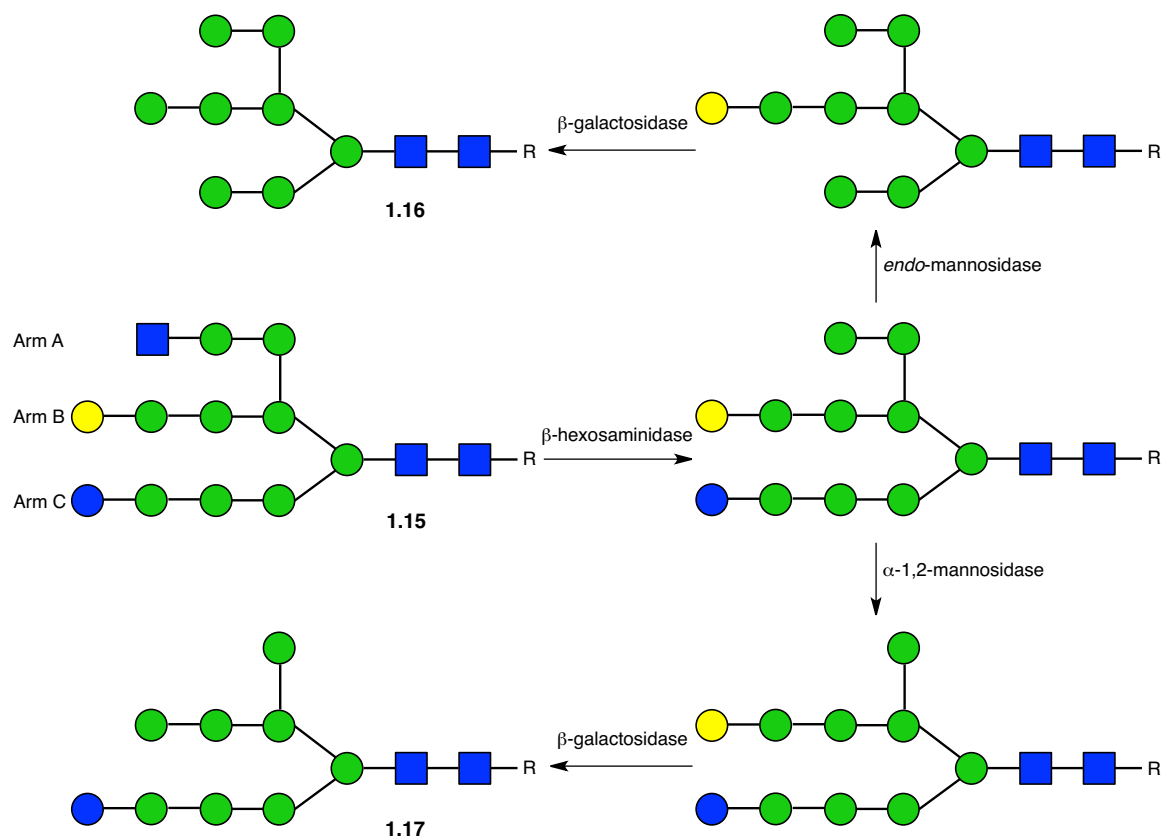 β-galactosidase
R
R
1.16
endo-mannosidase
Arm A
Arm B
β-hexosaminidase
R
R
Arm C
1.15
α-1,2-mannosidase
β-galactosidase
R
R
1.17